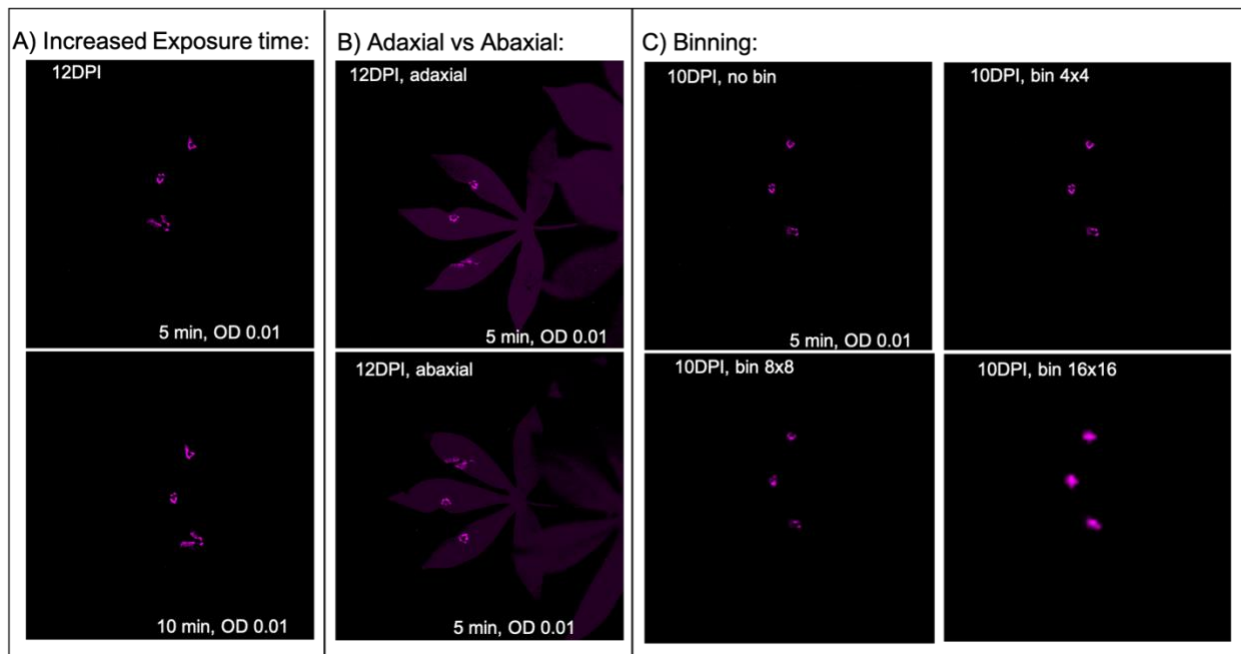 A) Increased Exposure time:
12DPI
5 min, OD 0.01
10 min, OD 0.01
B) Adaxial vs Abaxial:
12DPI, adaxial
5 min, OD 0.01
12DPI, abaxial
5 min, OD 0.01
C) Binning:
10DPI, no bin
5 min, OD 0.01
10DPI, bin 4x4
10DPI, bin 8x8
10DPI, bin 16x16